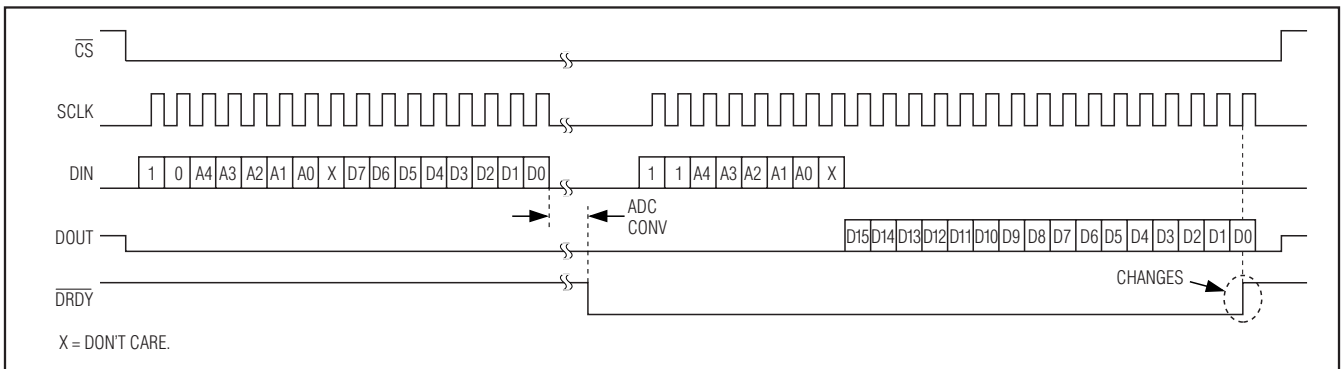 CS
SCLK
DIN 1 0 A4 A3 A2 A1 A0 X D7 D6 D5 D4 D3 D2 D1 D0 1 1 A4 A3 A2 A1 A0 X
ADC
CONV
DOUT D15 D14 D13 D12 D11 D10 D9 D8 D7 D6 D5 D4 D3 D2 D1 D0
CHANGES
DRDY
X = DON'T CARE.